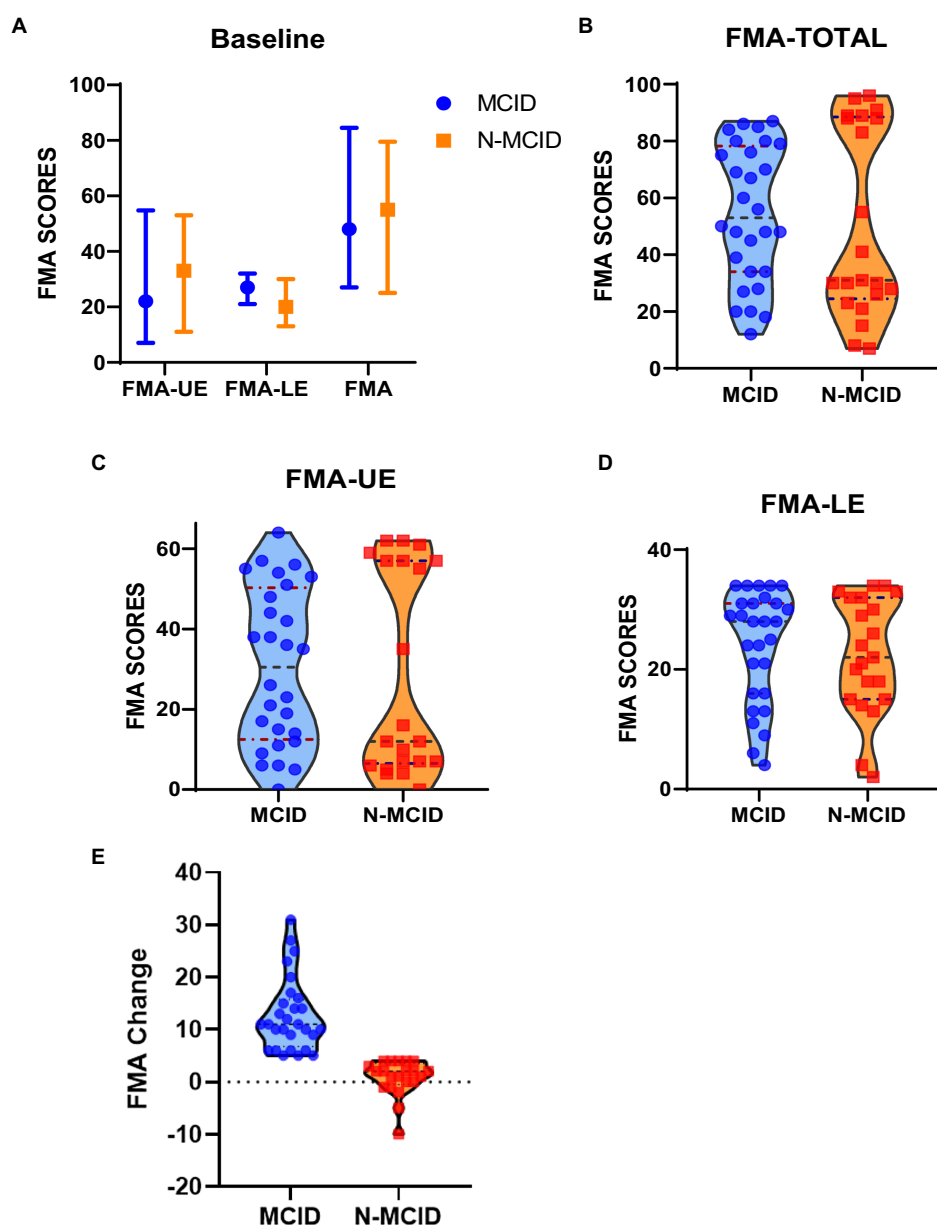 A
Baseline
FMA SCORES
100
80
60
40
20
0
FMA-UE
FMA-LE
FMA
MCID
N-MCID
B
FMA-TOTAL
FMA SCORES
100
80
60
40
20
0
MCID
N-MCID
C
FMA-UE
FMA SCORES
60
40
20
0
MCID
N-MCID
D
FMA-LE
FMA SCORES
40
20
0
MCID
N-MCID
E
FMA Change
40
30
20
10
0
-10
-20
MCID
N-MCID